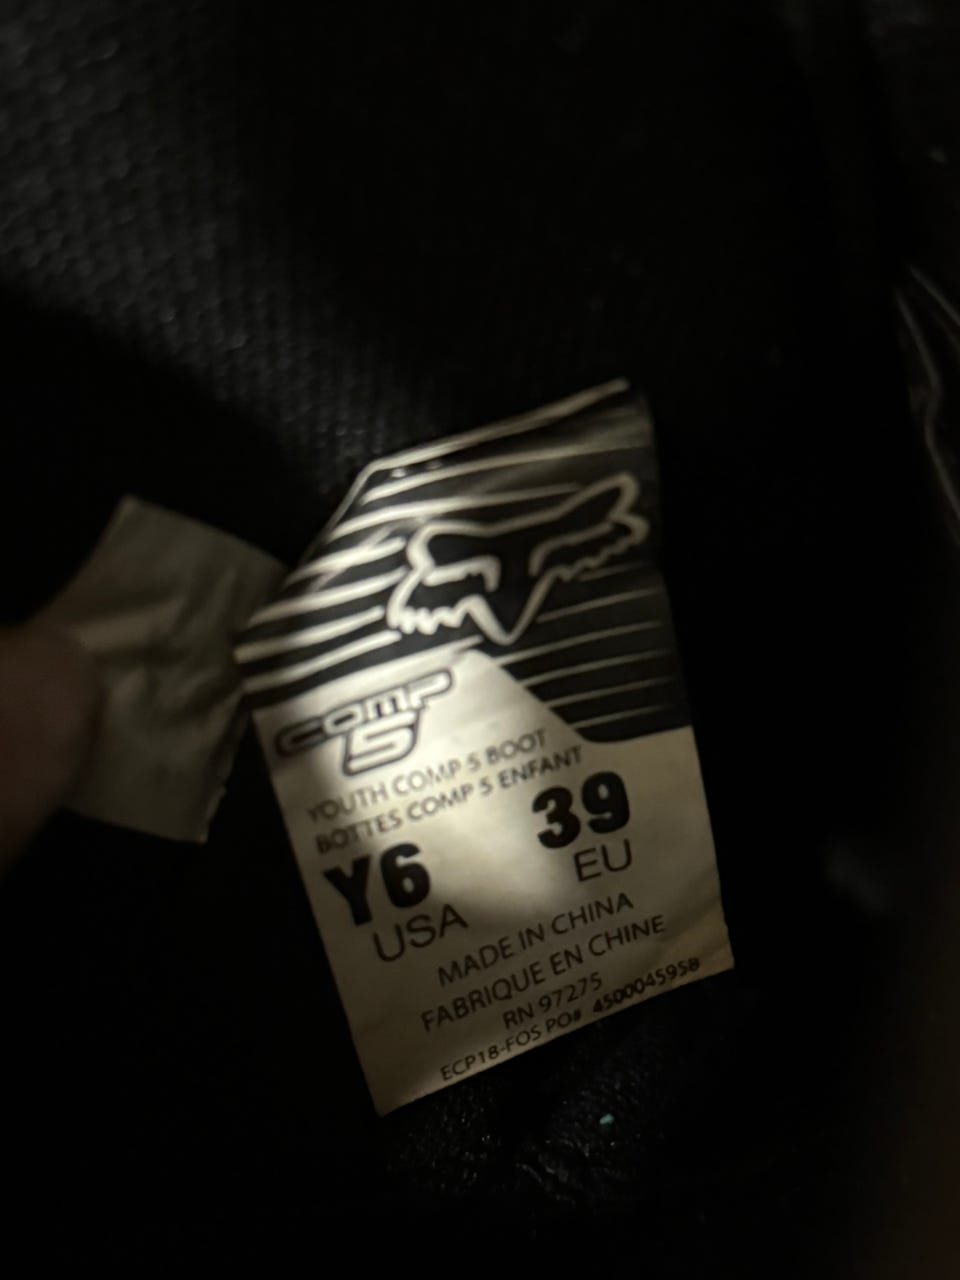 COMP
5
YOUTH COMP 5 BOOT
BOTTES COMP 5 ENFANT
Y6 39
USA EU
MADE IN CHINA
FABRIQUE EN CHINE
RN 97275
ECP18-FOS PO# 4500045958